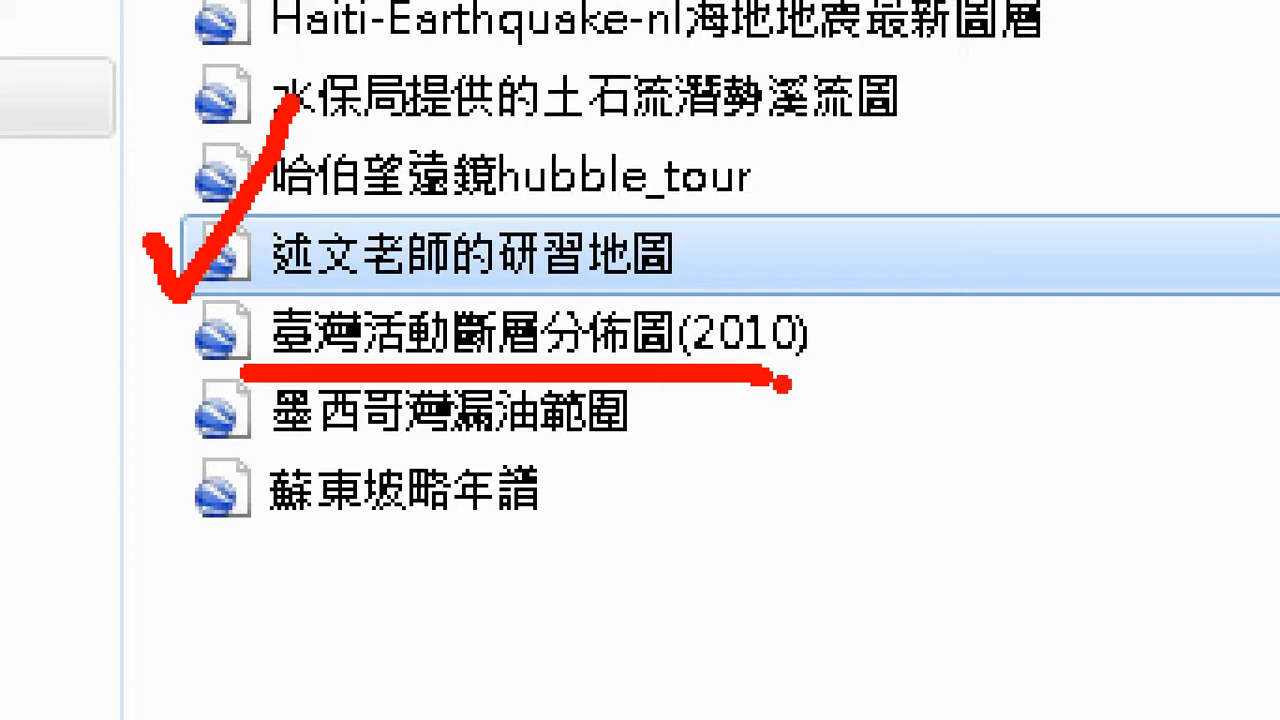 Haiti-Earthquake-nl海地地震最新圖層
水保局提供的土石流潛勢溪流圖
哈伯望遠鏡hubble_tour
述文老師的研習地圖
臺灣活動斷層分佈圖(2010)
墨西哥灣漏油範圍
蘇東坡略年譜